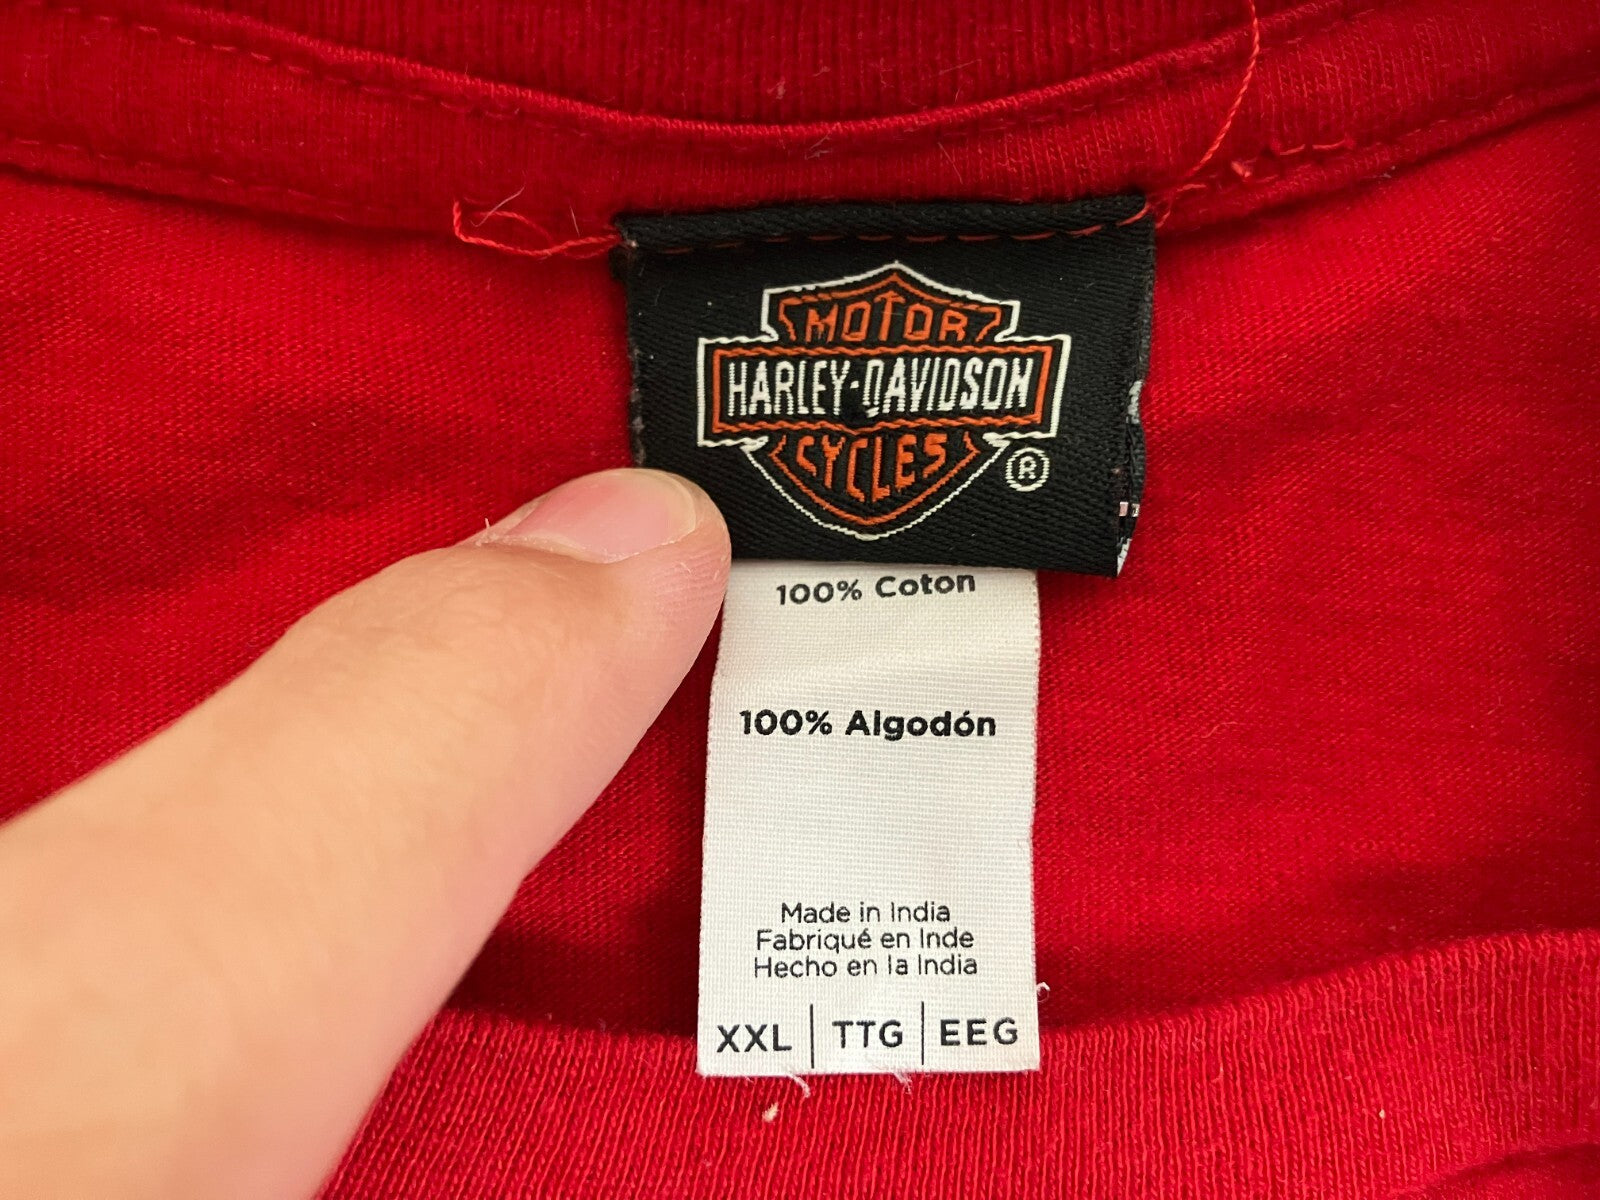 MOTOR
HARLEY-DAVIDSON
CYCLES
®
100% Coton
100% Algodón
Made in India
Fabriqué en Inde
Hecho en la India
XXL | TTG | EEG